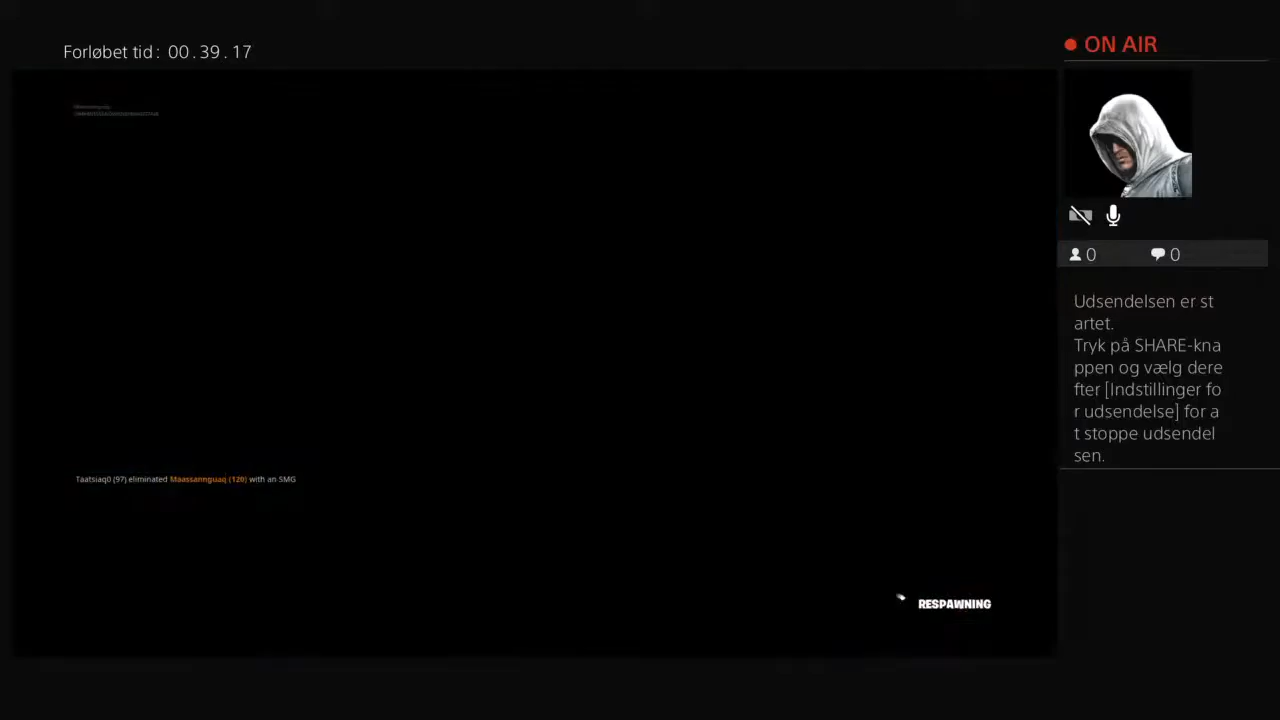 Forløbet tid: 00.39.17
ON AIR
0
0
Udsendelsen er st
artet.
Tryk på SHARE-kna
ppen og vælg dere
fter [Indstillinger fo
r udsendelse] for a
t stoppe udsendel
sen.
Taatsiaq0 (97) eliminated Maassannguaq (120) with an SMG
RESPAWNING